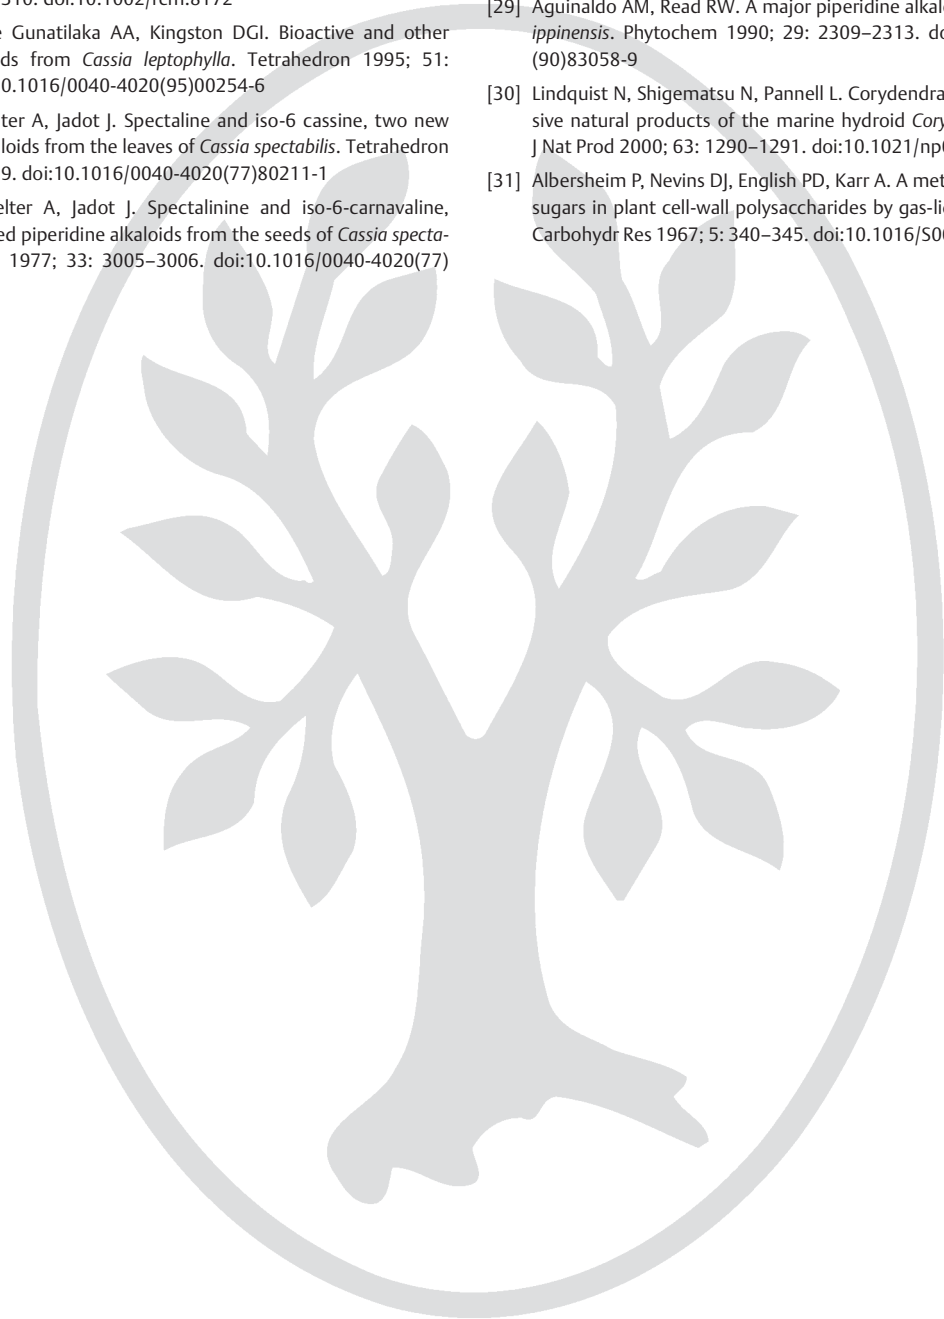 310. doi:10.1002/rcm.8172
e Gunatilaka AA, Kingston DGI. Bioactive and other
ds from Cassia leptophylla. Tetrahedron 1995; 51:
0.1016/0040-4020(95)00254-6
ter A, Jadot J. Spectaline and iso-6 cassine, two new
loids from the leaves of Cassia spectabilis. Tetrahedron
9. doi:10.1016/0040-4020(77)80211-1
elter A, Jadot J. Spectalinine and iso-6-carnavaline,
ed piperidine alkaloids from the seeds of Cassia specta-
1977; 33: 3005–3006. doi:10.1016/0040-4020(77)
[29] Aguinaldo AM, Read RW. A major piperidine alkal
ippinensis. Phytochem 1990; 29: 2309–2313. do
(90)83058-9
[30] Lindquist N, Shigematsu N, Pannell L. Corydendra
sive natural products of the marine hydroid Cory
J Nat Prod 2000; 63: 1290–1291. doi:10.1021/np
[31] Albersheim P, Nevins DJ, English PD, Karr A. A met
sugars in plant cell-wall polysaccharides by gas-li
Carbohydr Res 1967; 5: 340–345. doi:10.1016/S00